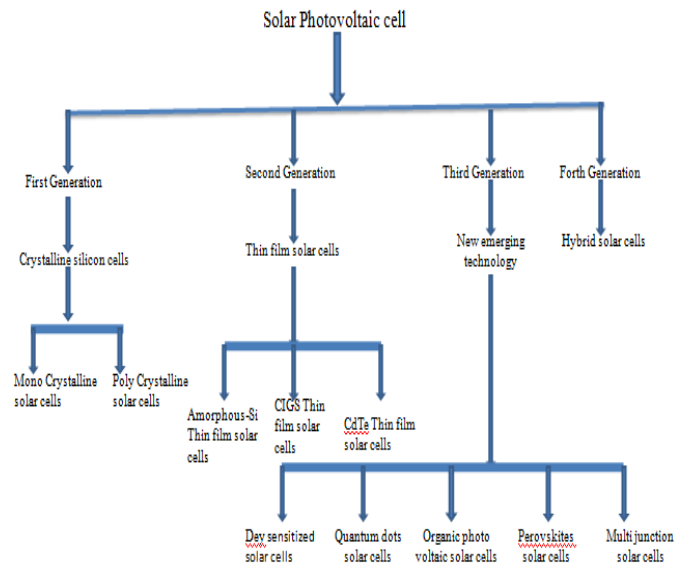 Solar Photovoltaic cell
First Generation
Second Generation
Third Generation
Forth Generation
Crystalline silicon cells
Thin film solar cells
New emerging
technology
Hybrid solar cells
Mono Crystalline
solar cells
Poly Crystalline
solar cells
Amorphous-Si
Thin film solar
cells
CIGS Thin
film solar
cells
CdTe Thin film
solar cells
Dey sensitized
solar cells
Quantum dots
solar cells
Organic photo
voltaic solar cells
Perovskites
solar cells
Multi junction
solar cells